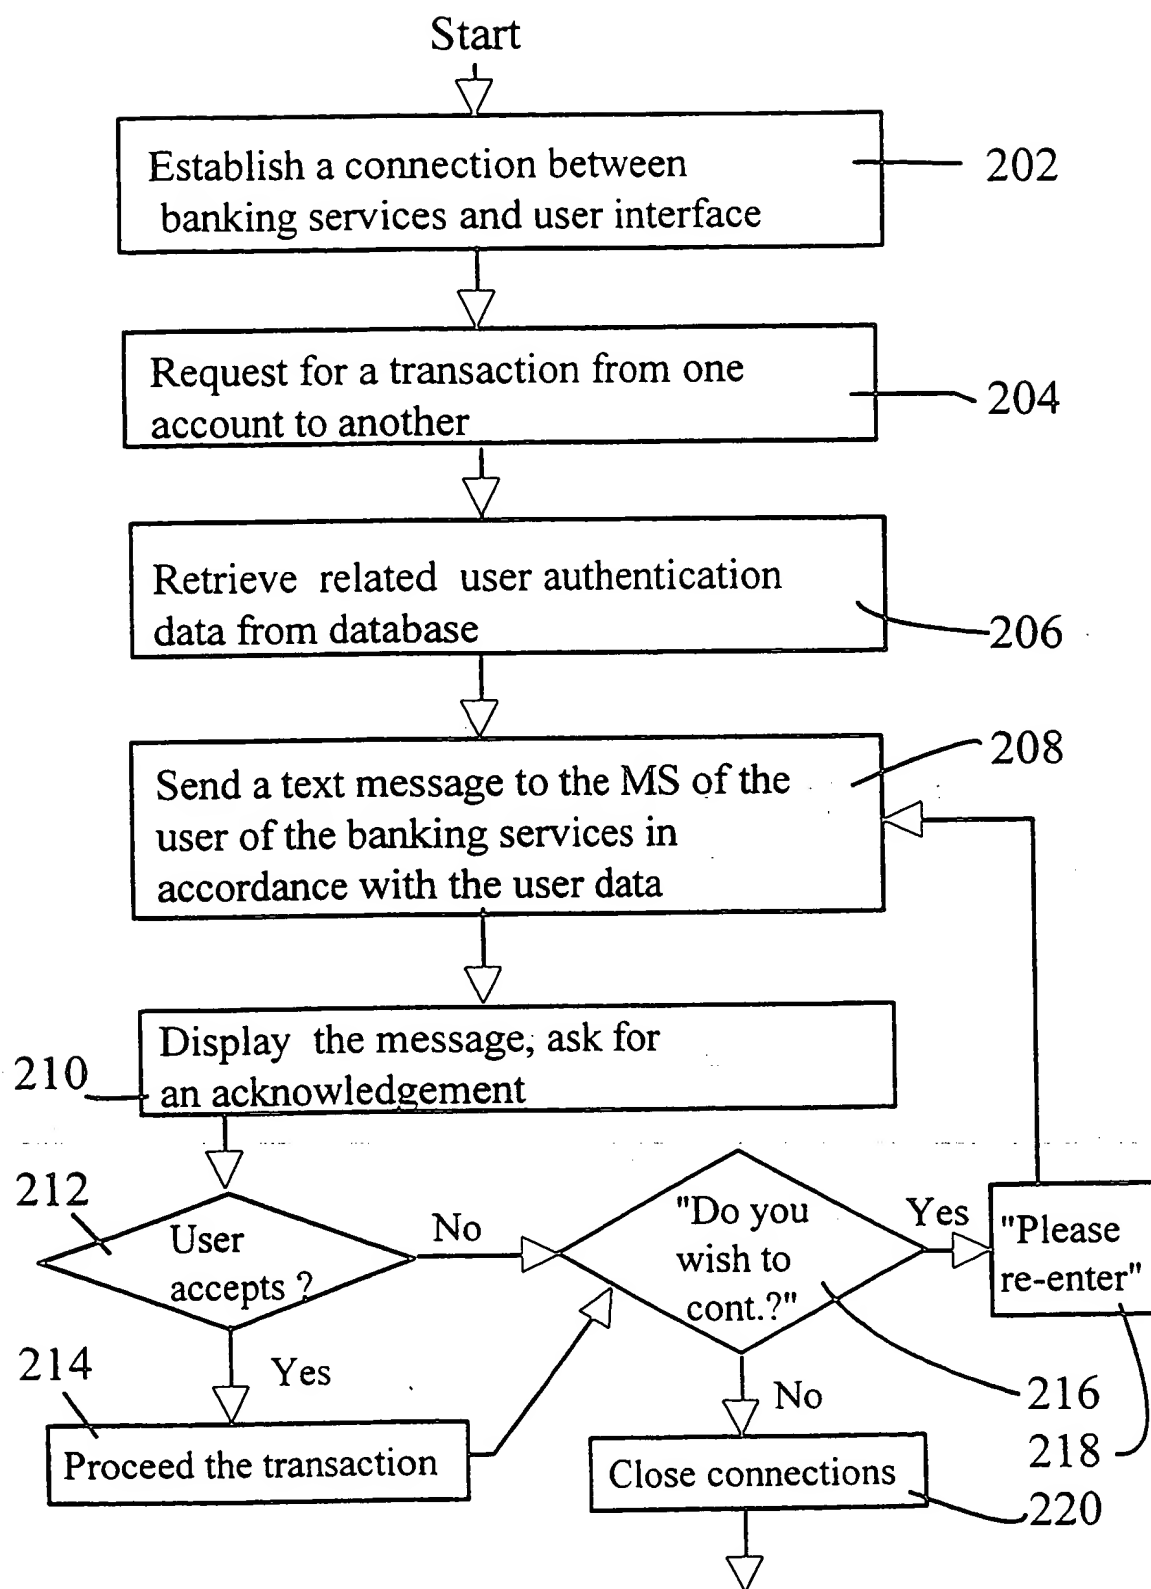 Start
Establish a connection between
banking services and user interface
202
Request for a transaction from one
account to another
204
Retrieve related user authentication
data from database
206
Send a text message to the MS of the
user of the banking services in
accordance with the user data
208
Display the message, ask for
an acknowledgement
210
212
User
accepts ?
No
"Do you
wish to
cont.?"
Yes
"Please
re-enter"
214
Yes
Proceed the transaction
No
216
218
Close connections
220